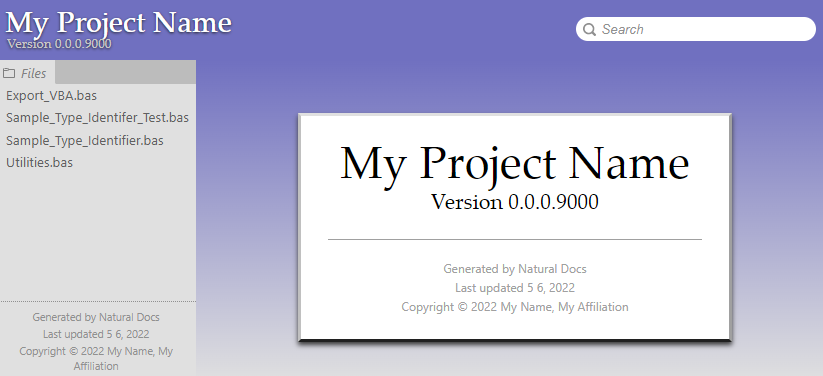 My Project Name
Version 0.0.0.9000
Search
Files
Export_VBA.bas
Sample_Type_Identifer_Test.bas
Sample_Type_Identifier.bas
Utilities.bas
My Project Name
Version 0.0.0.9000
Generated by Natural Docs
Last updated 5 6, 2022
Copyright © 2022 My Name, My Affiliation
Generated by Natural Docs
Last updated 5 6, 2022
Copyright © 2022 My Name, My
Affiliation